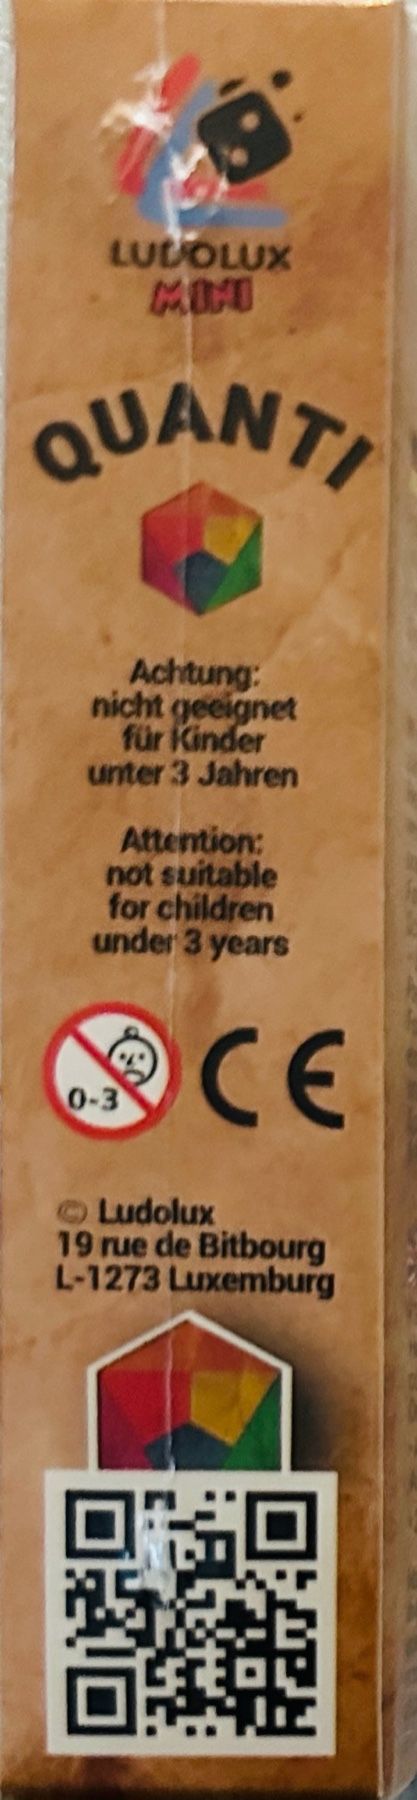 LUDOLUX
MINI
QUANTI
Achtung:
nicht geeignet
für Kinder
unter 3 Jahren
Attention:
not suitable
for children
under 3 years
0-3
CE
© Ludolux
19 rue de Bitbourg
L-1273 Luxemburg